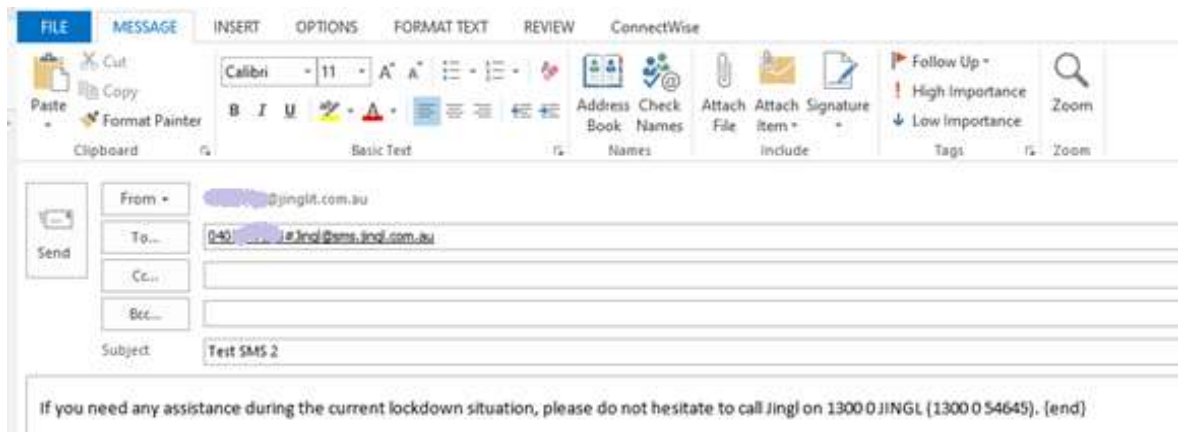 FILE MESSAGE INSERT OPTIONS FORMAT TEXT REVIEW ConnectWise
Paste
Cut
Copy
Format Painter
Clipboard
Calibri 11 A A
B I U A
Basic Text
Address Book
Check Names
Names
Attach File
Attach Item
Signature
Include
Follow Up
High Importance
Low Importance
Tags
Zoom
Zoom
Send
From @jinglit.com.au
To... #Jingl@sms.jingl.com.au
Cc...
Bcc...
Subject Test SMS 2
If you need any assistance during the current lockdown situation, please do not hesitate to call Jingl on 1300 0 JINGL (1300 0 54645). {end}